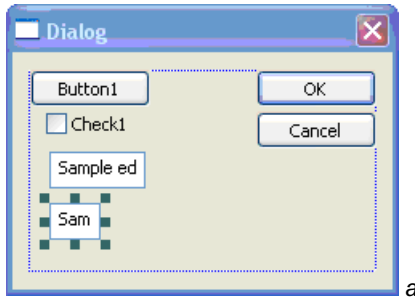 Dialog
Button1
OK
Check1
Cancel
Sample ed
Sam
a